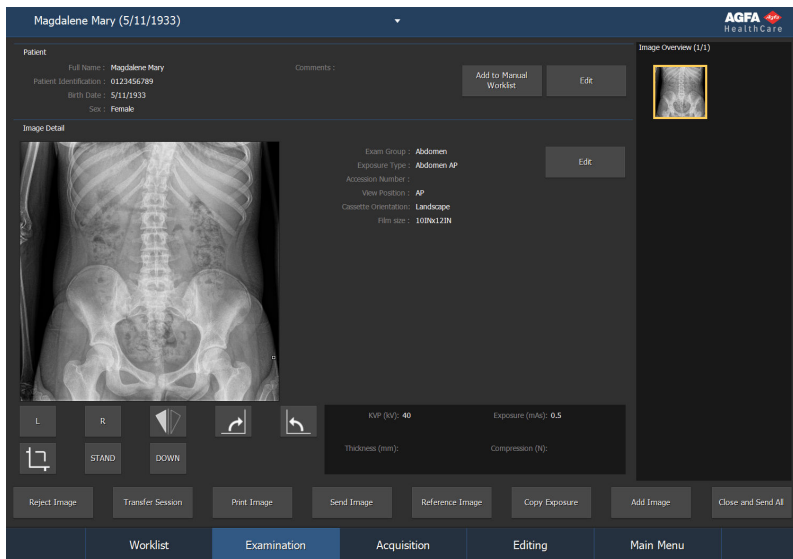 Magdalene Mary (5/11/1933)
AGFA Agfa
HealthCare
Patient
Full Name : Magdalene Mary
Patient Identification : 0123456789
Birth Date : 5/11/1933
Sex : Female
Comments :
Add to Manual
Worklist
Edit
Image Overview (1/1)
Image Detail
Exam Group : Abdomen
Exposure Type : Abdomen AP
Accession Number :
View Position : AP
Cassette Orientation: Landscape
Film size : 10INx12IN
Edit
L
R
STAND
DOWN
KVP (kV): 40
Exposure (mAs): 0.5
Thickness (mm):
Compression (N):
Reject Image
Transfer Session
Print Image
Send Image
Reference Image
Copy Exposure
Add Image
Close and Send All
Worklist
Examination
Acquisition
Editing
Main Menu